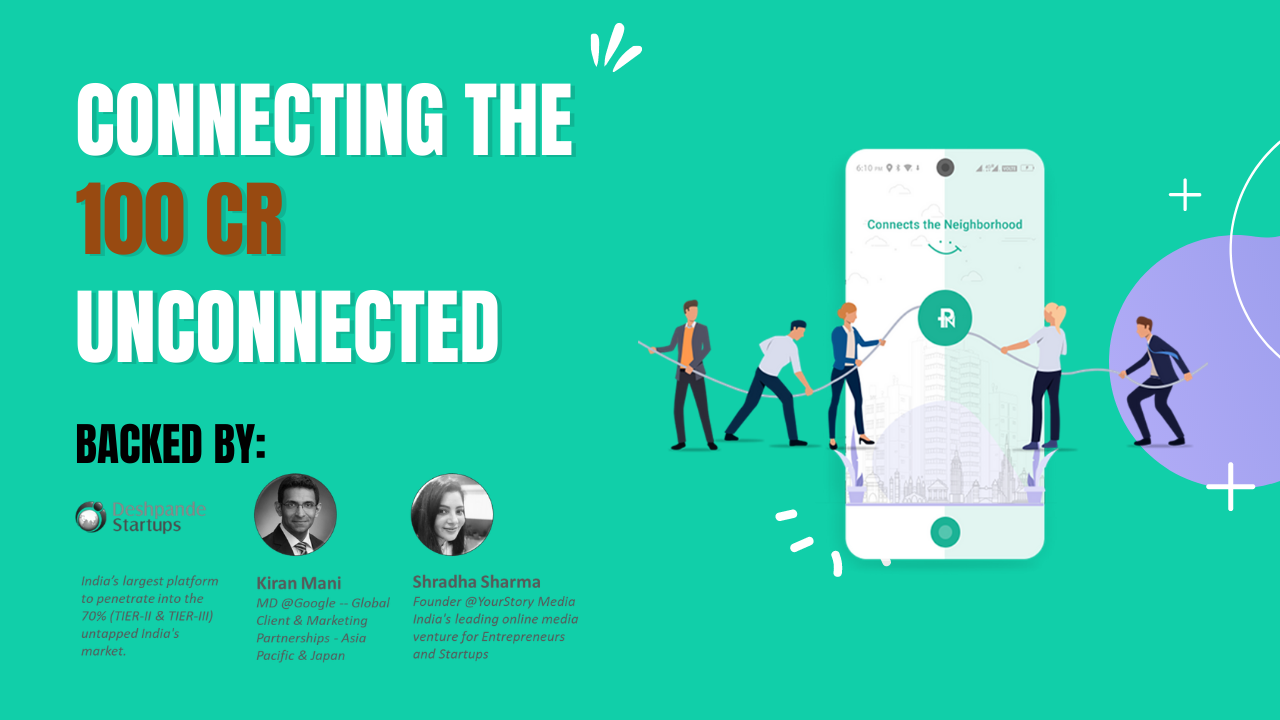 CONNECTING THE
100 CR
UNCONNECTED
BACKED BY:
Deshpande
Startups
India's largest platform
to penetrate into the
70% (TIER-II & TIER-III)
untapped India's
market.
Kiran Mani
MD @Google -- Global
Client & Marketing
Partnerships - Asia
Pacific & Japan
Shradha Sharma
Founder @YourStory Media
India's leading online media
venture for Entrepreneurs
and Startups
6:10 PM
Connects the Neighborhood